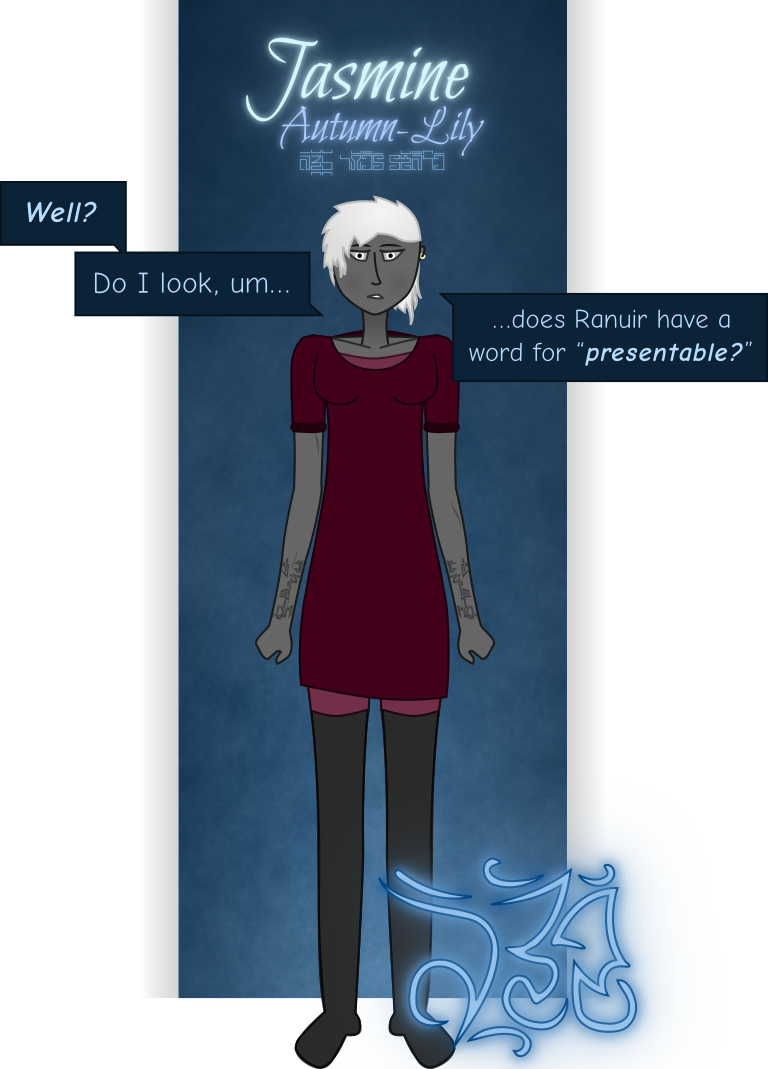 Jasmine
Autumn-Lily
Well?
Do I look, um...
...does Ranuir have a
word for “presentable?”